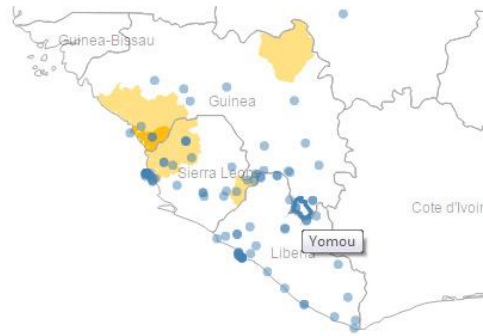 Guinea-Bissau
Guinea
Sierra Leone
Cote d'Ivoir
Yomou
Liberia